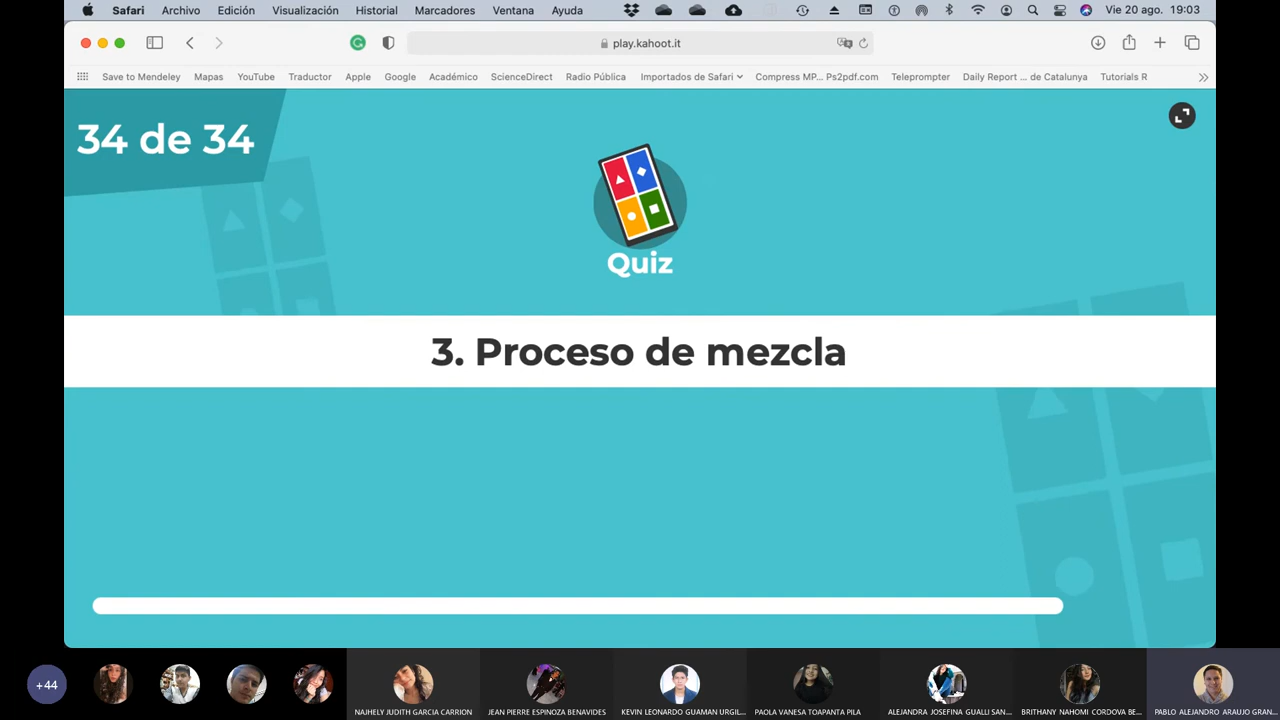 Safari Archivo Edición Visualización Historial Marcadores Ventana Ayuda Vie 20 ago. 19:03
play.kahoot.it
Save to Mendeley Mapas YouTube Traductor Apple Google Académico ScienceDirect Radio Pública Importados de Safari Compress MP... Ps2pdf.com Teleprompter Daily Report ... de Catalunya Tutorials R
34 de 34
Quiz
3. Proceso de mezcla
+44
NAJHELY JUDITH GARCIA CARRION JEAN PIERRE ESPINOZA BENAVIDES KEVIN LEONARDO GUAMAN URGIL... PAOLA VANESA TOAPANTA PILA ALEJANDRA JOSEFINA GUALLI SAN... BRITHANY NAHOMI CORDOVA BE... PABLO ALEJANDRO ARAUJO GRAN...